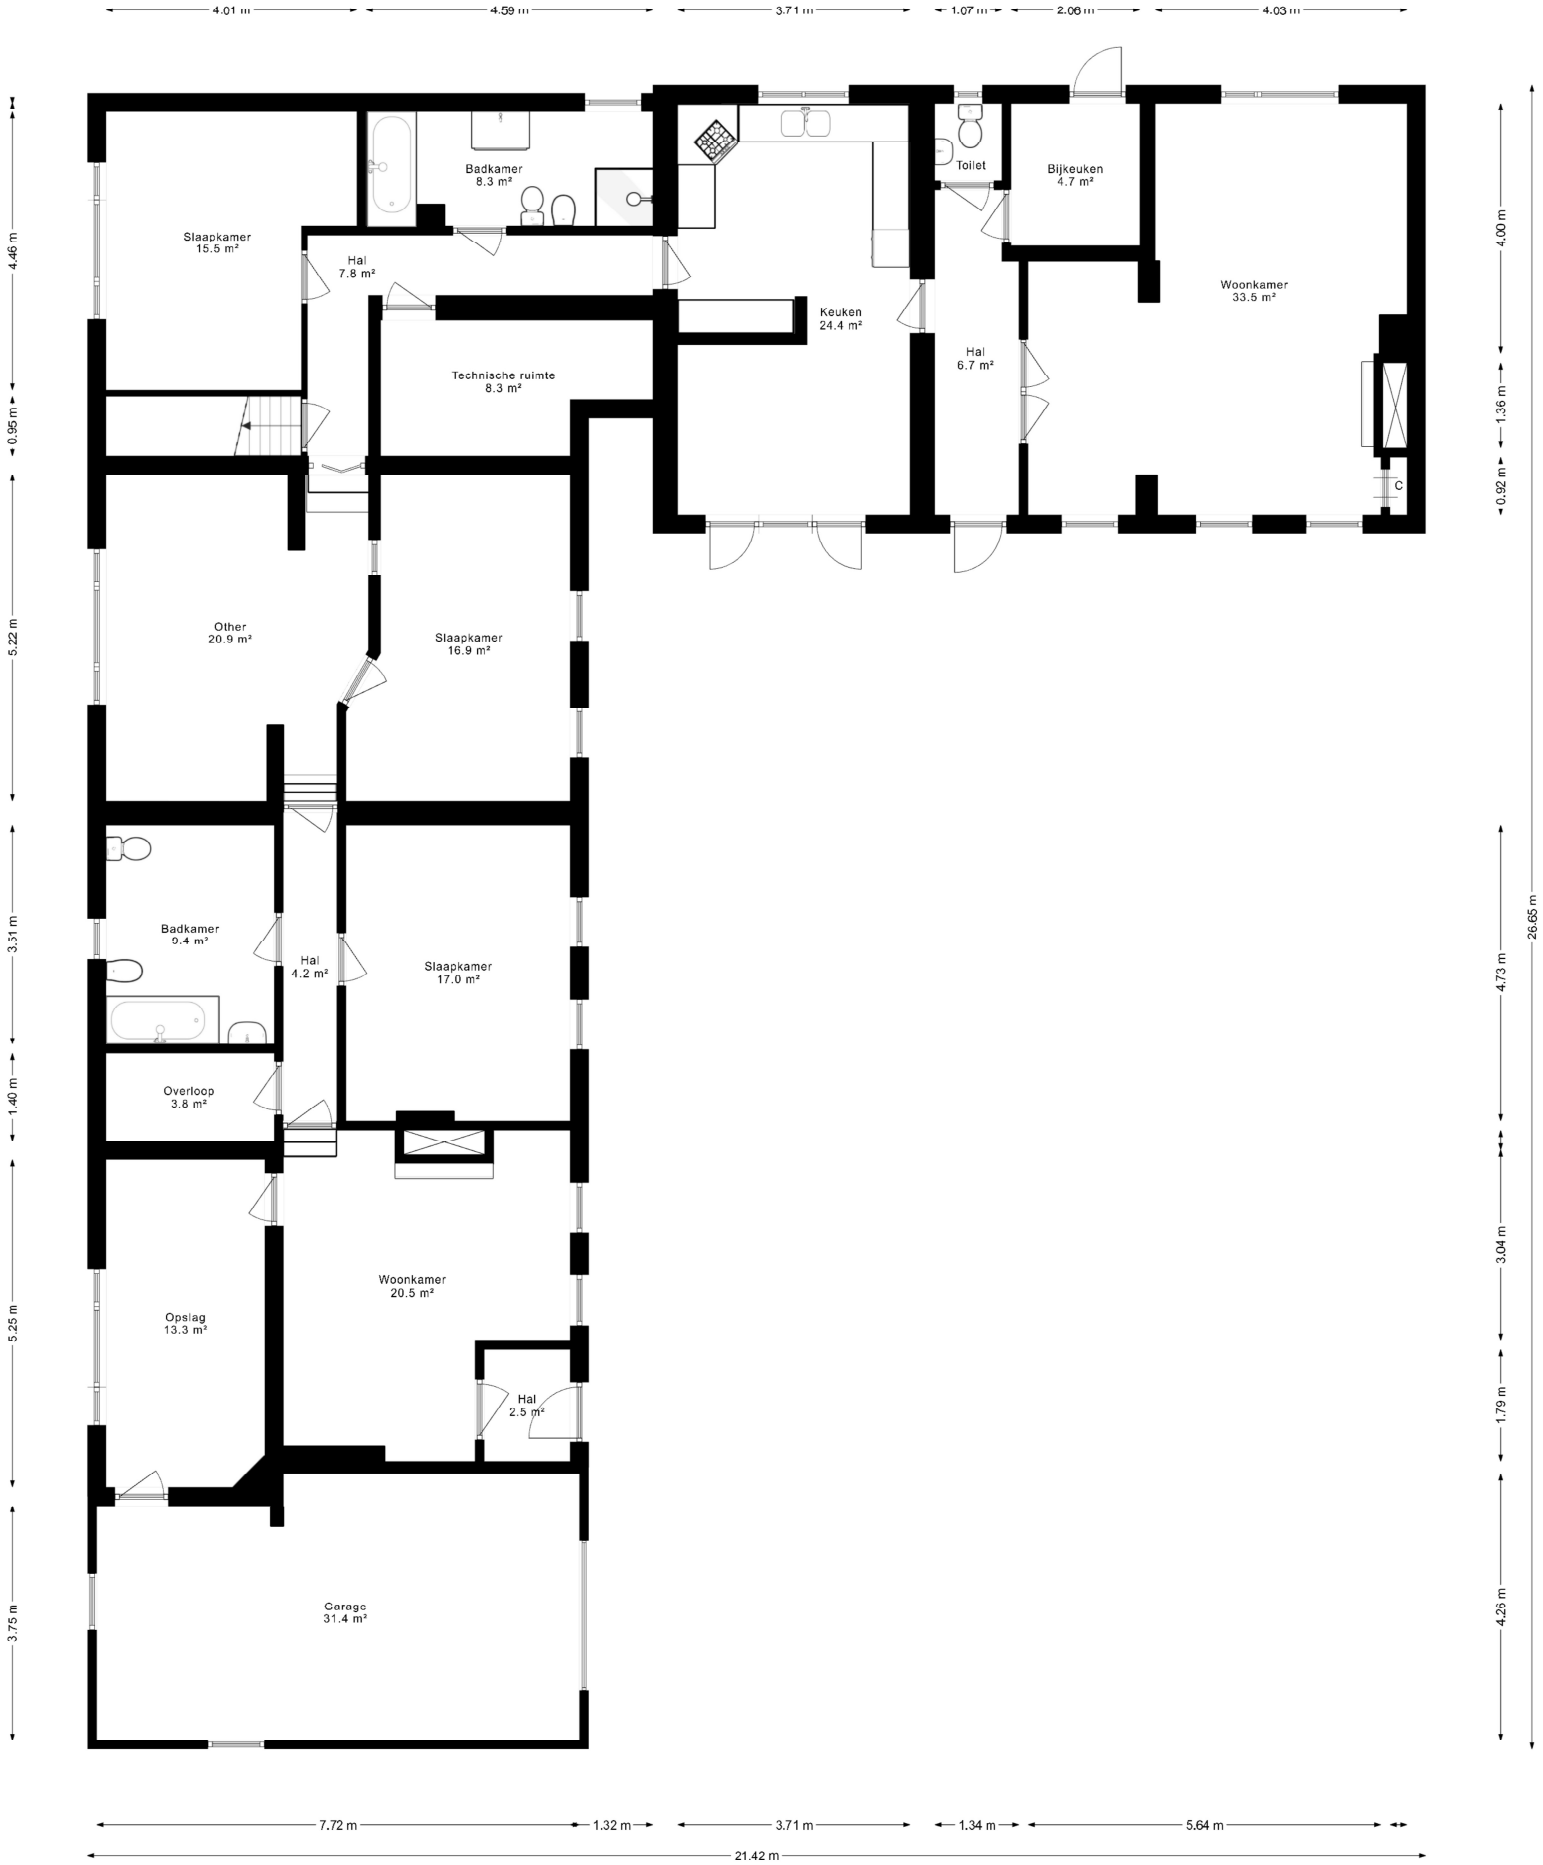 4.01 m
4.59 m
3.71 m
1.07 m
2.06 m
4.03 m
Slaapkamer
15.5 m²
Badkamer
8.3 m²
Hal
7.8 m²
Technische ruimte
8.3 m²
Keuken
24.4 m²
Toilet
Bijkeuken
4.7 m²
Hal
6.7 m²
Woonkamer
33.5 m²
C
Other
20.9 m²
Slaapkamer
16.9 m²
Badkamer
9.4 m²
Hal
4.2 m²
Slaapkamer
17.0 m²
Overloop
3.8 m²
Opslag
13.3 m²
Woonkamer
20.5 m²
Hal
2.5 m²
Garage
31.4 m²
4.46 m
0.95 m
5.22 m
3.51 m
1.40 m
5.25 m
3.75 m
4.00 m
1.36 m
0.92 m
4.73 m
3.04 m
1.79 m
4.26 m
26.65 m
7.72 m
1.32 m
3.71 m
1.34 m
5.64 m
21.42 m